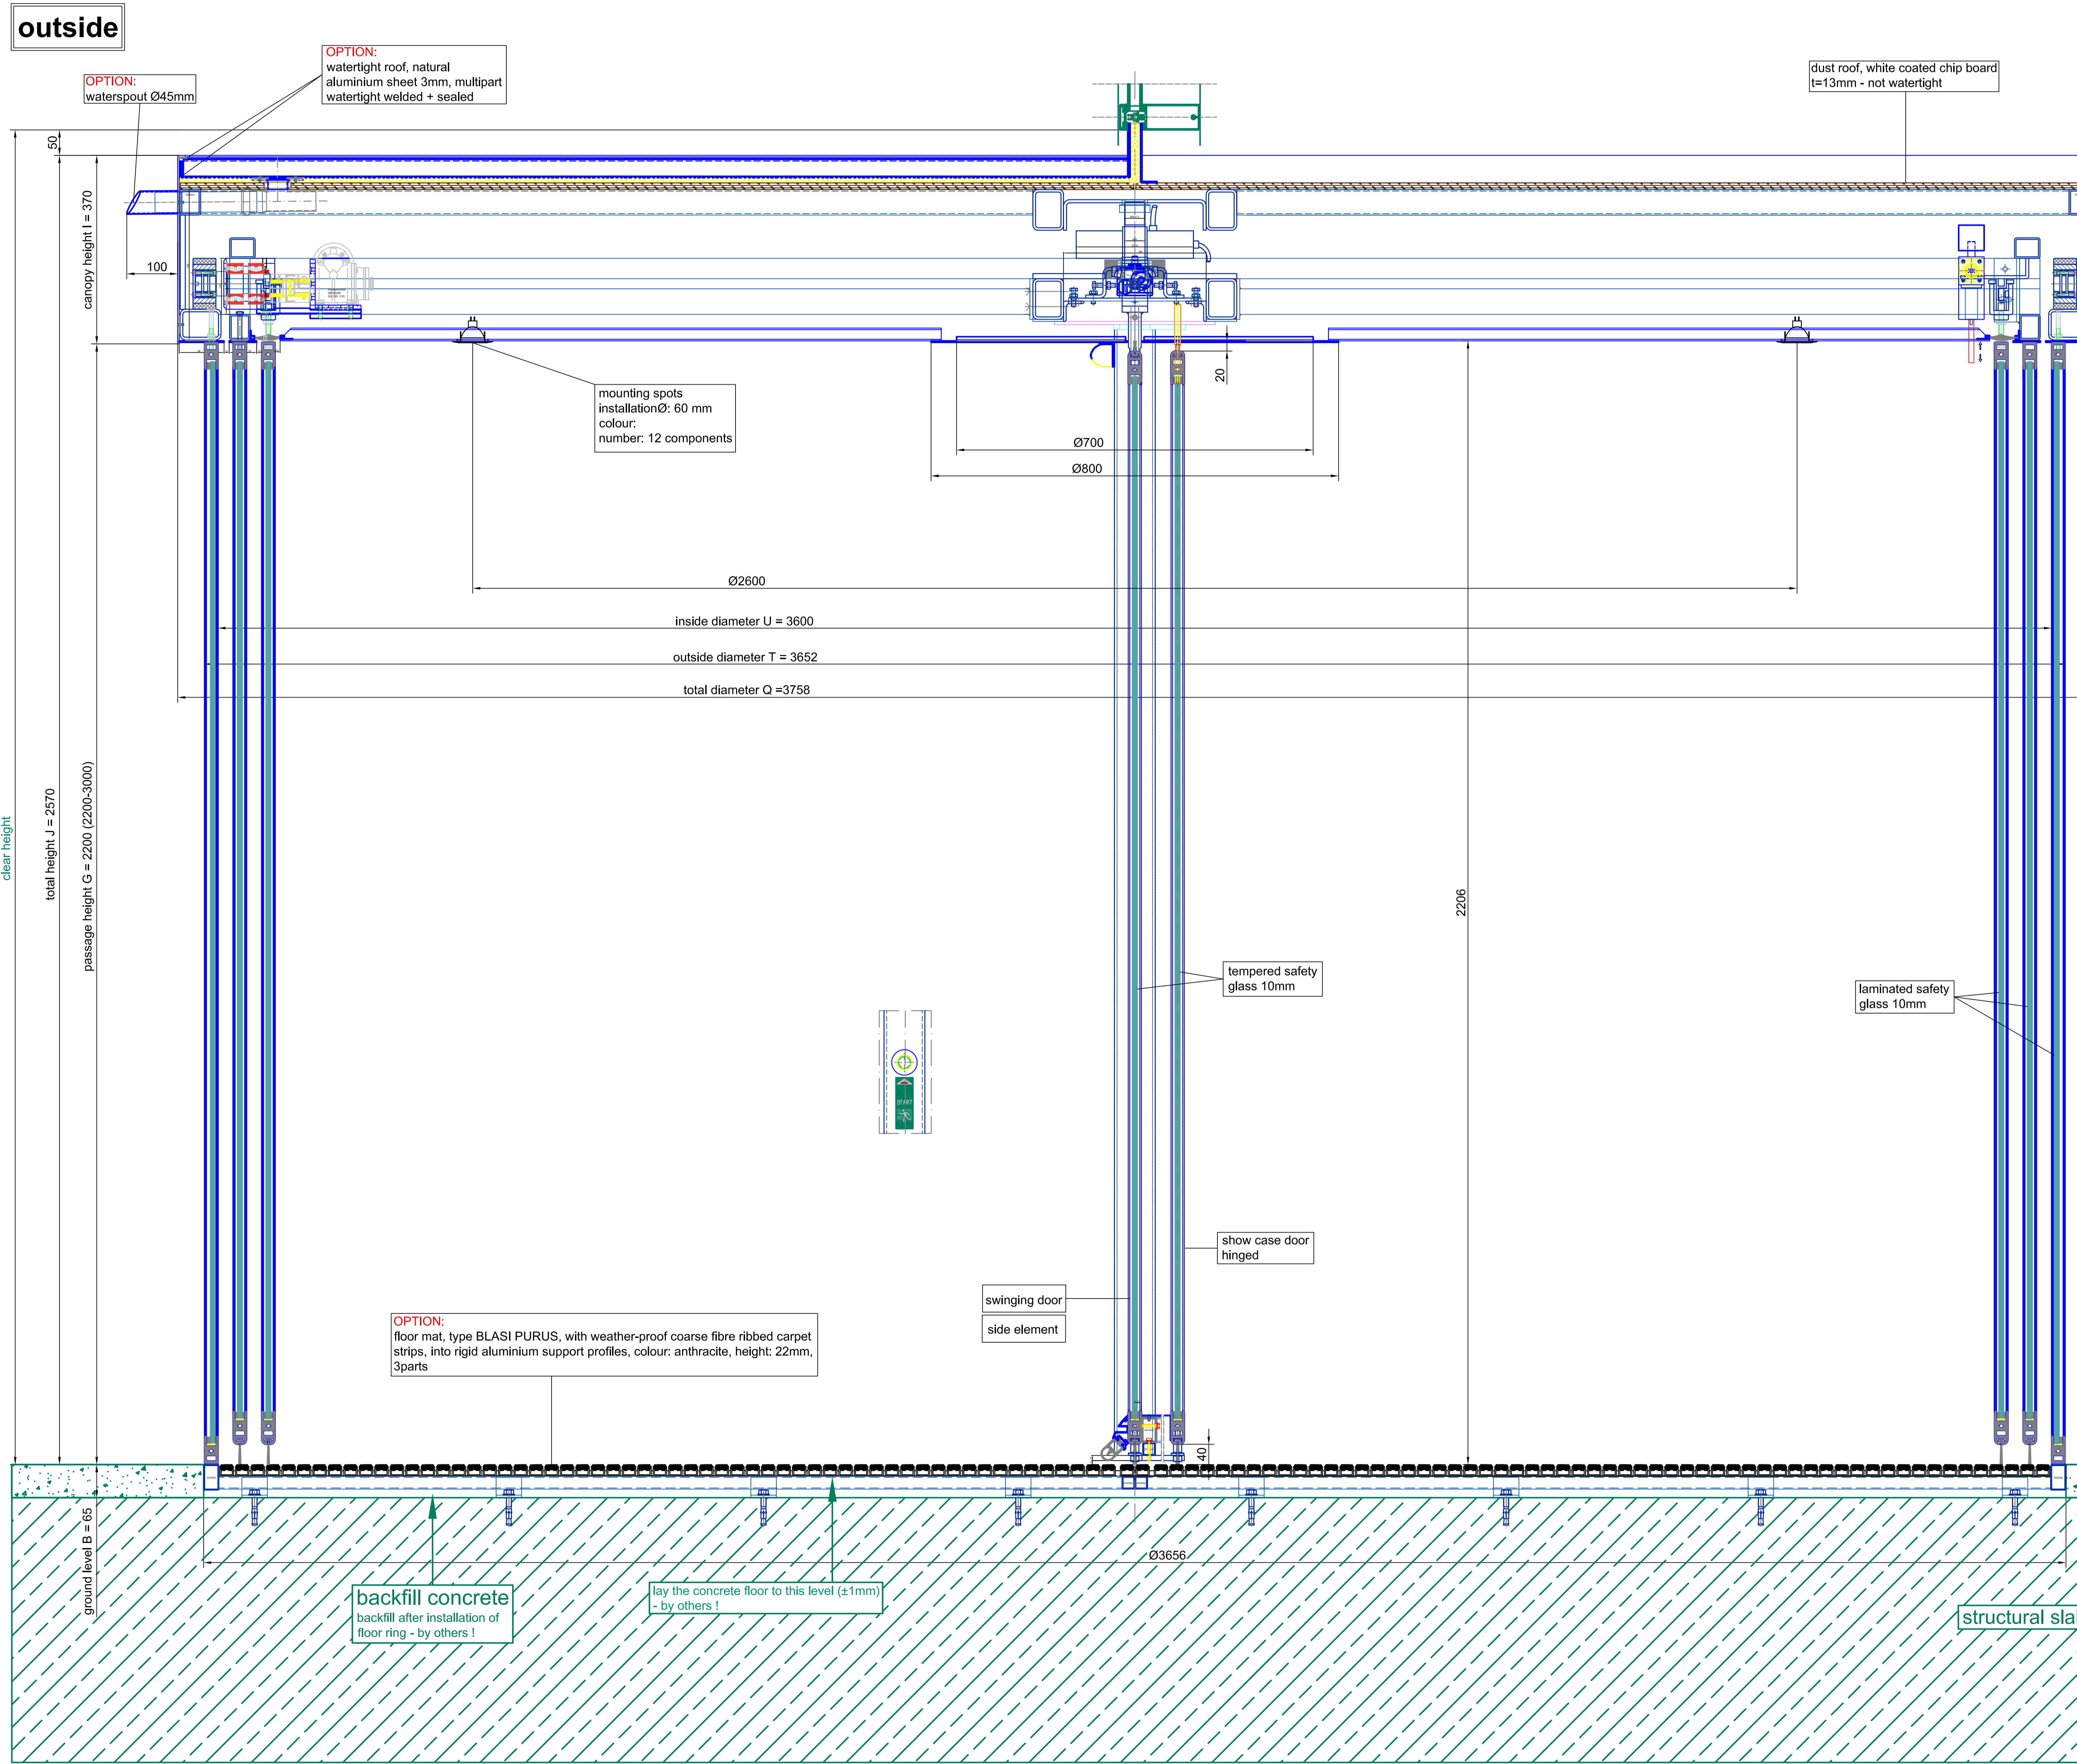 outside
OPTION:
watertight roof, natural
aluminium sheet 3mm, multipart
watertight welded + sealed
OPTION:
waterspout Ø45mm
dust roof, white coated chip board
t=13mm - not watertight
50
canopy height I = 370
100
mounting spots
installationØ: 60 mm
colour:
number: 12 components
20
Ø700
Ø800
Ø2600
inside diameter U = 3600
outside diameter T = 3652
total diameter Q =3758
clear height
total height J = 2570
passage height G = 2200 (2200-3000)
2206
tempered safety
glass 10mm
laminated safety
glass 10mm
START
show case door
hinged
swinging door
side element
OPTION:
floor mat, type BLASI PURUS, with weather-proof coarse fibre ribbed carpet
strips, into rigid aluminium support profiles, colour: anthracite, height: 22mm,
3parts
40
ground level B = 65
Ø3656
backfill concrete
backfill after installation of
floor ring - by others !
lay the concrete floor to this level (±1mm)
- by others !
structural sla